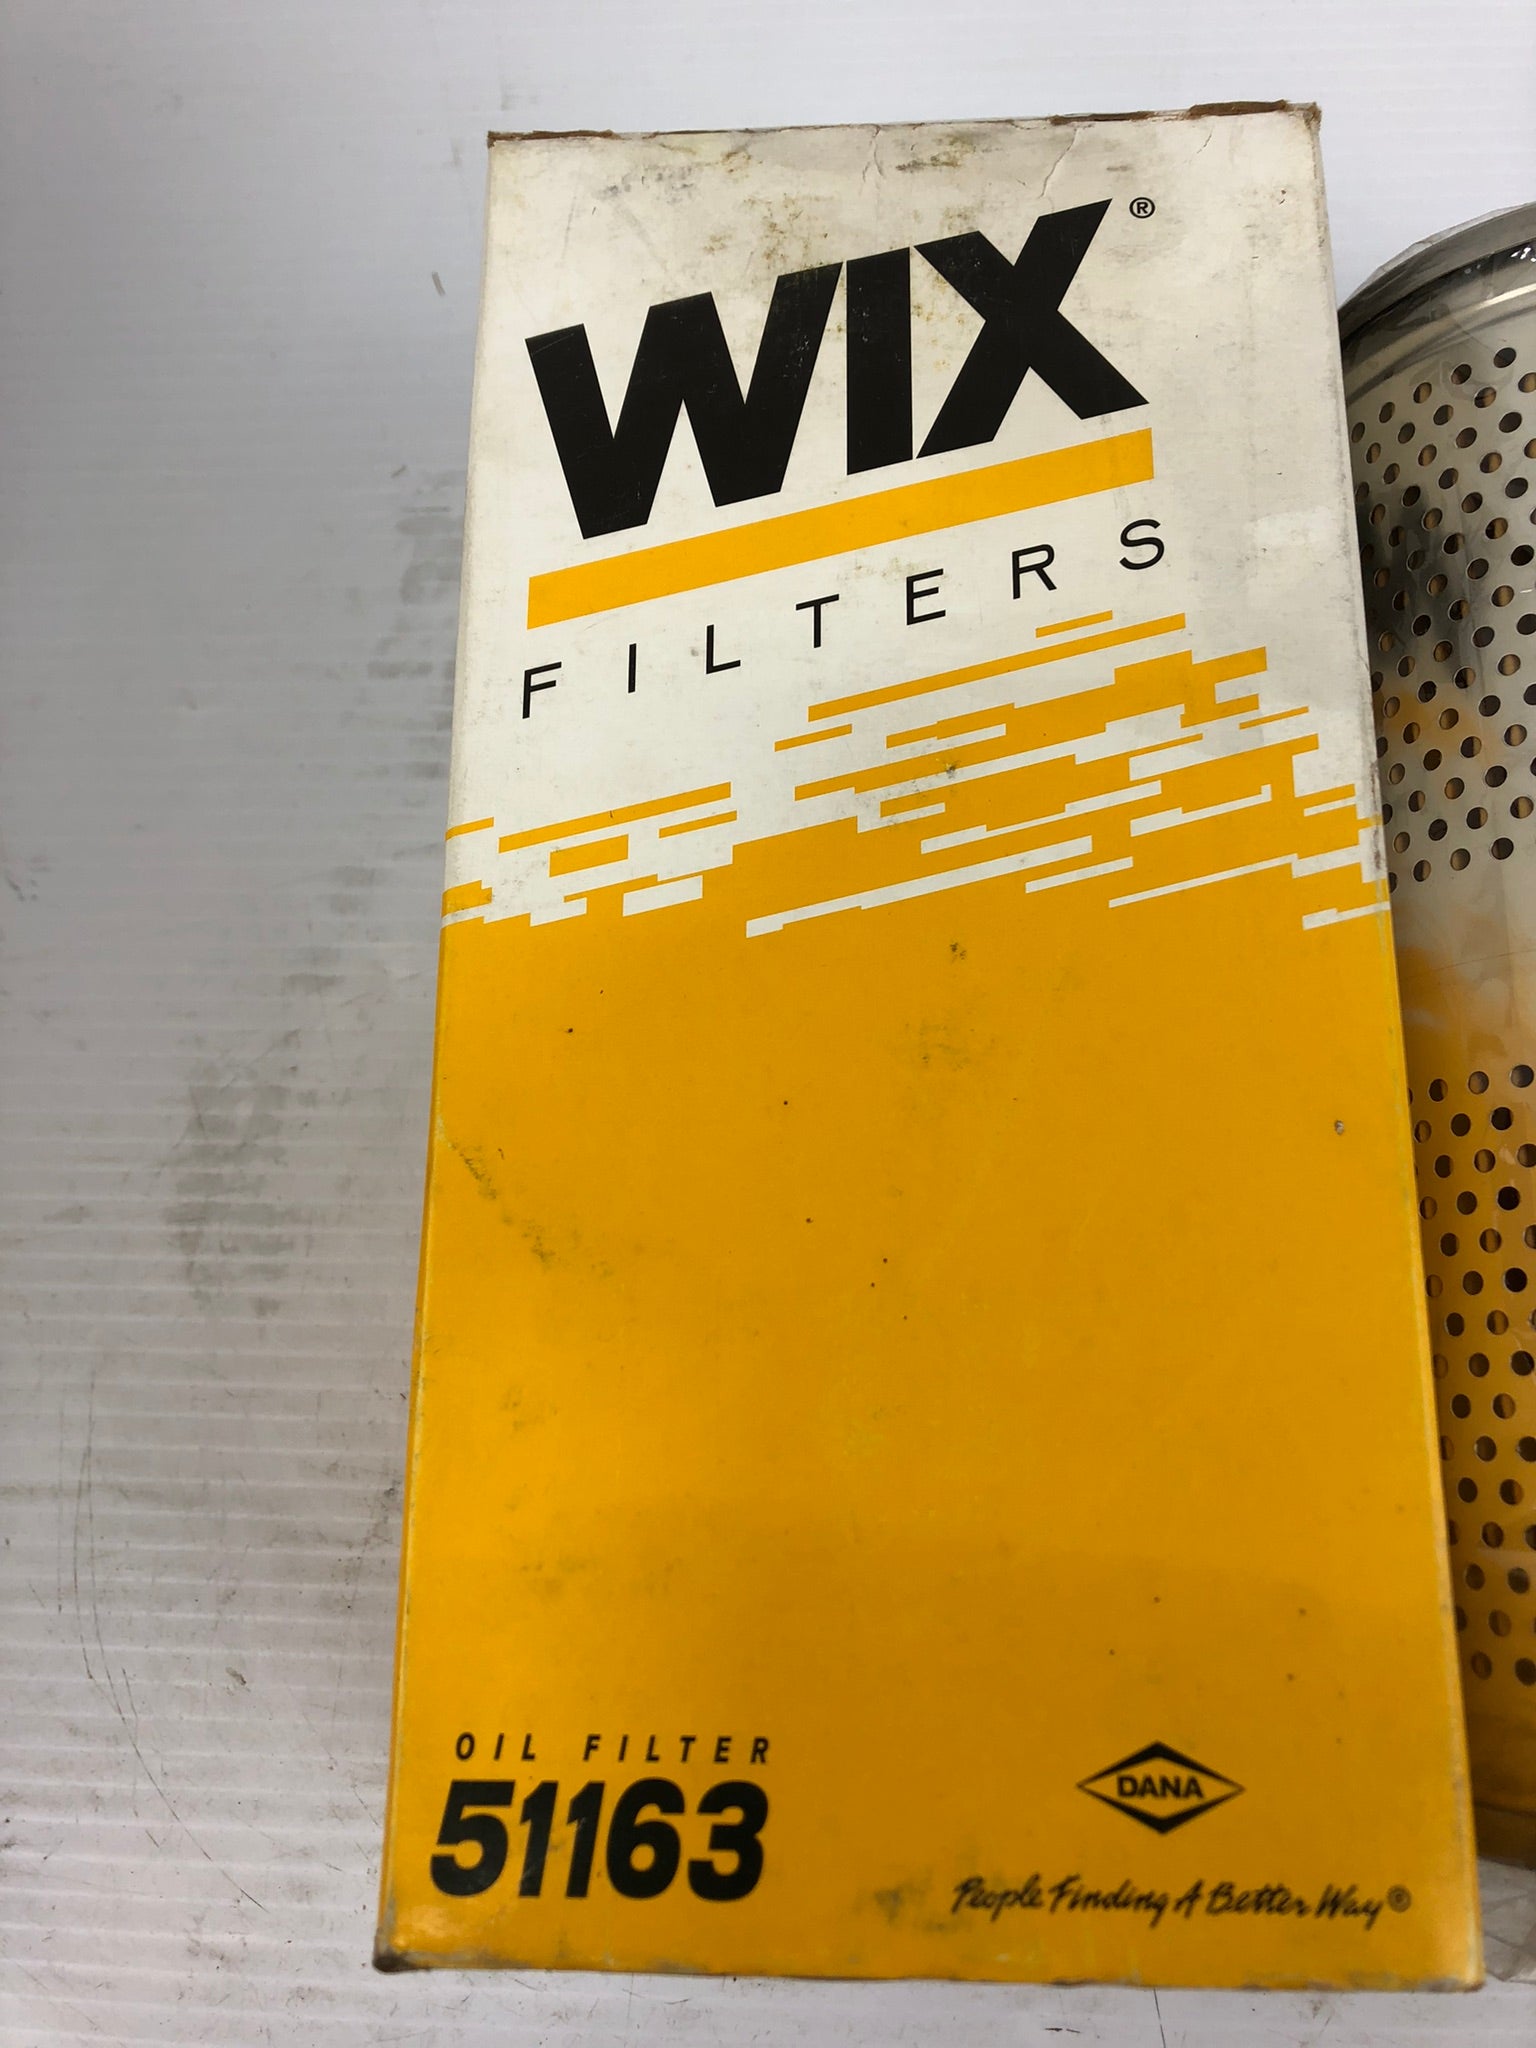 WIX®
FILTERS
OIL FILTER
51163
DANA
People Finding A Better Way®